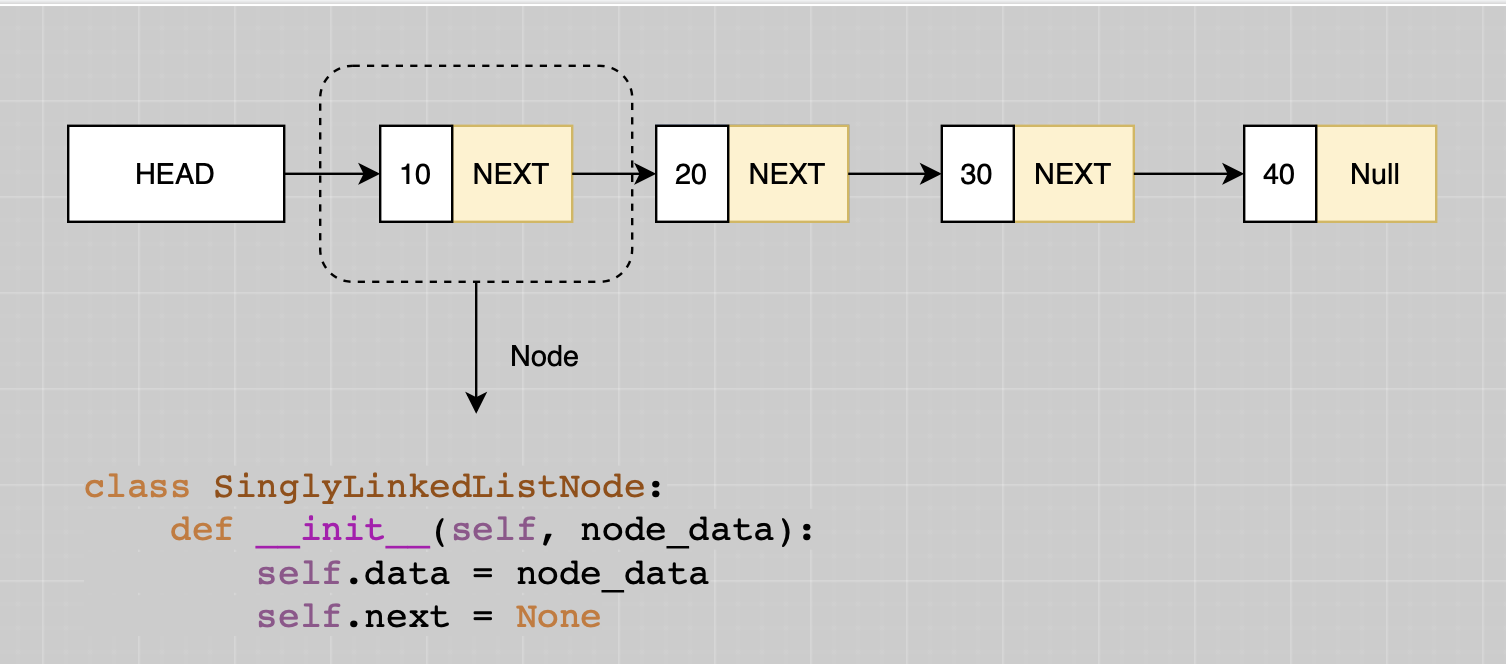 HEAD 10 NEXT 20 NEXT 30 NEXT 40 Null
Node
class SinglyLinkedListNode:
    def __init__(self, node_data):
        self.data = node_data
        self.next = None